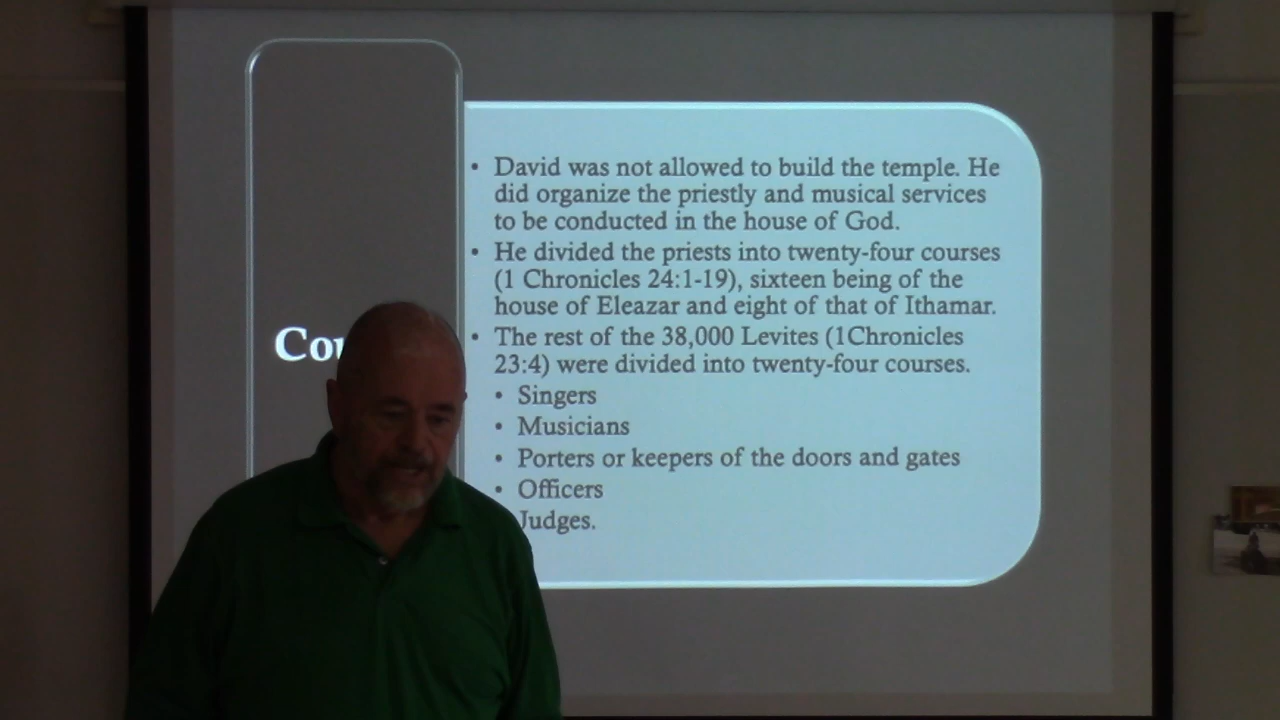 • David was not allowed to build the temple. He
did organize the priestly and musical services
to be conducted in the house of God.
• He divided the priests into twenty-four courses
(1 Chronicles 24:1-19), sixteen being of the
house of Eleazar and eight of that of Ithamar.
• The rest of the 38,000 Levites (1Chronicles
23:4) were divided into twenty-four courses.
• Singers
• Musicians
• Porters or keepers of the doors and gates
• Officers
Judges.